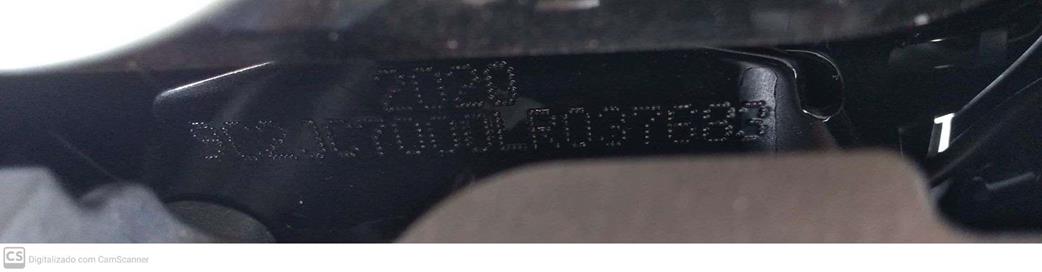 2020
9C2JC7000LR037683
CS Digitalizado com CamScanner